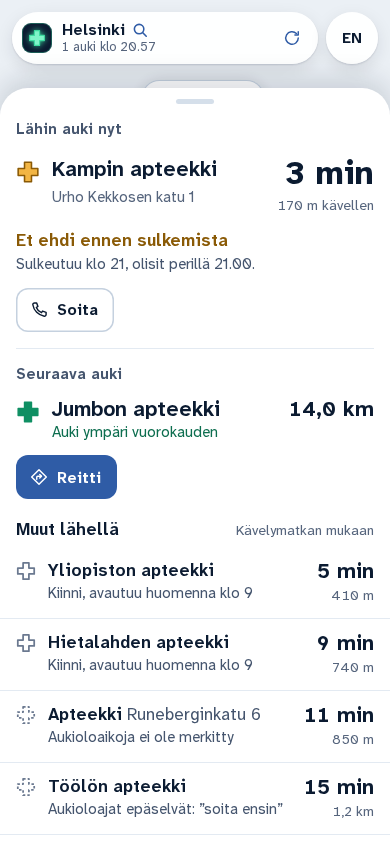 Helsinki
1 auki klo 20.57
EN
Lähin auki nyt
Kampin apteekki
3 min
Urho Kekkosen katu 1
170 m kävellen
Et ehdi ennen sulkemista
Sulkeutuu klo 21, olisit perillä 21.00.
Soita
Seuraava auki
Jumbon apteekki
14,0 km
Auki ympäri vuorokauden
Reitti
Muut lähellä
Kävelymatkan mukaan
Yliopiston apteekki
5 min
Kiinni, avautuu huomenna klo 9
410 m
Hietalahden apteekki
9 min
Kiinni, avautuu huomenna klo 9
740 m
Apteekki Runeberginkatu 6
11 min
Aukioloaikoja ei ole merkitty
850 m
Töölön apteekki
15 min
Aukioloajat epäselvät: ”soita ensin”
1,2 km